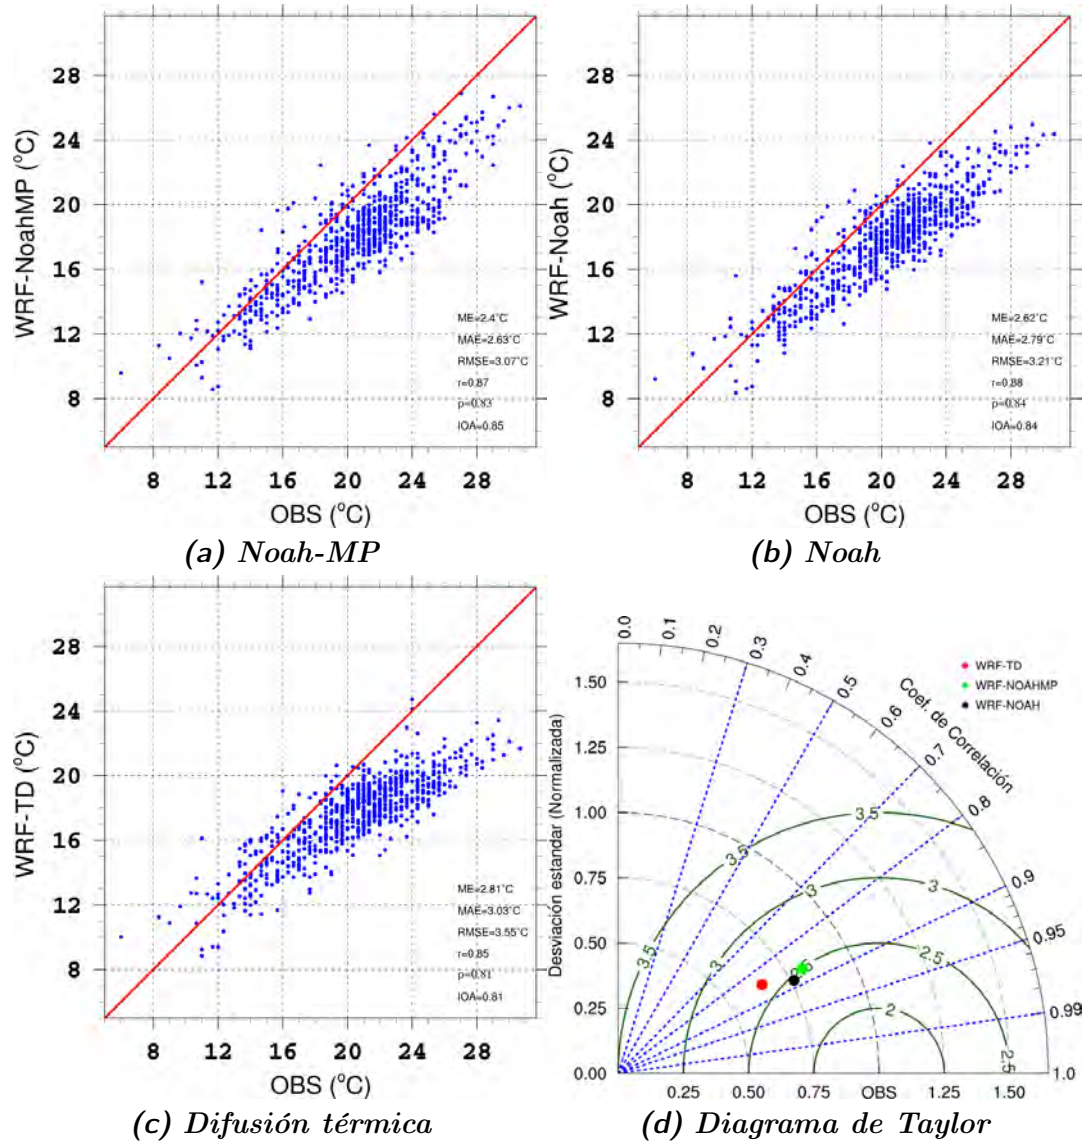 28
24
20
16
12
8
WRF-NoahMP (°C)
ME=2.4°C
MAE=2.63°C
RMSE=3.07°C
r=0.87
ρ=0.83
IOA=0.85
8 12 16 20 24 28
OBS (°C)
(a) Noah-MP
28
24
20
16
12
8
WRF-Noah (°C)
ME=2.62°C
MAE=2.79°C
RMSE=3.21°C
r=0.88
ρ=0.84
IOA=0.84
8 12 16 20 24 28
OBS (°C)
(b) Noah
28
24
20
16
12
8
WRF-TD (°C)
ME=2.81°C
MAE=3.03°C
RMSE=3.55°C
r=0.85
ρ=0.81
IOA=0.81
8 12 16 20 24 28
OBS (°C)
(c) Difusión térmica
0.0 0.1 0.2 0.3 0.4 0.5 0.6 0.7 0.8 0.9 0.95 0.99 1.0
Coef. de Correlación
WRF-TD
WRF-NOAHMP
WRF-NOAH
1.50
1.25
1.00
0.75
0.50
0.25
0.00
Desviacion estandar (Normalizada)
3.5
3.5
3.5
3
3
3
2.5
2.5
2.5
2
0.25 0.50 0.75 OBS 1.25 1.50
(d) Diagrama de Taylor